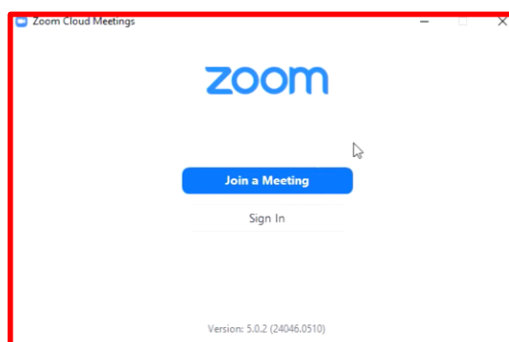 Zoom Cloud Meetings
zoom
Join a Meeting
Sign In
Version: 5.0.2 (24046.0510)